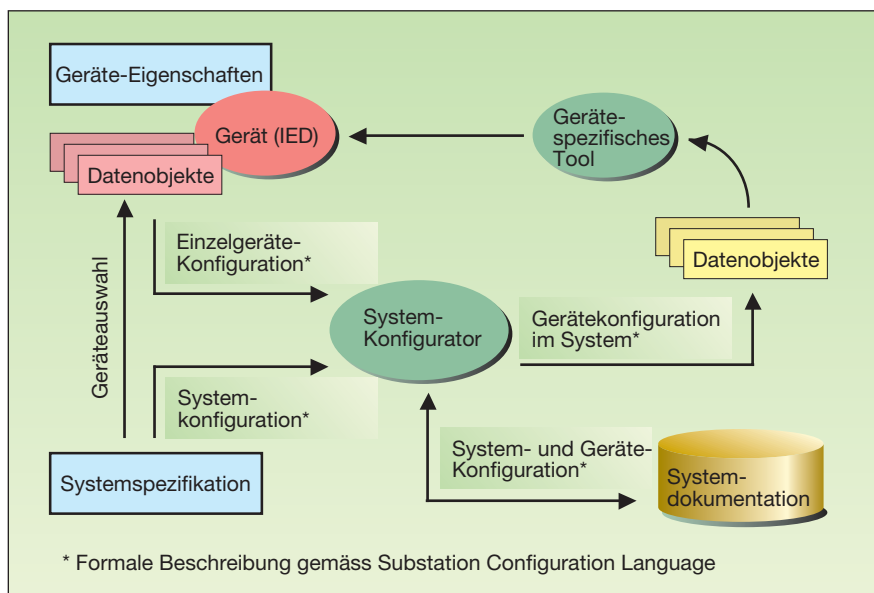 Geräte-Eigenschaften
Gerät (IED)
Datenobjekte
Geräte-
spezifisches
Tool
Datenobjekte
Geräteauswahl
Einzelgeräte-
Konfiguration*
System-
Konfigurator
Gerätekonfiguration
im System*
System-
konfiguration*
System- und Geräte-
Konfiguration*
Systemspezifikation
System-
dokumentation
* Formale Beschreibung gemäss Substation Configuration Language